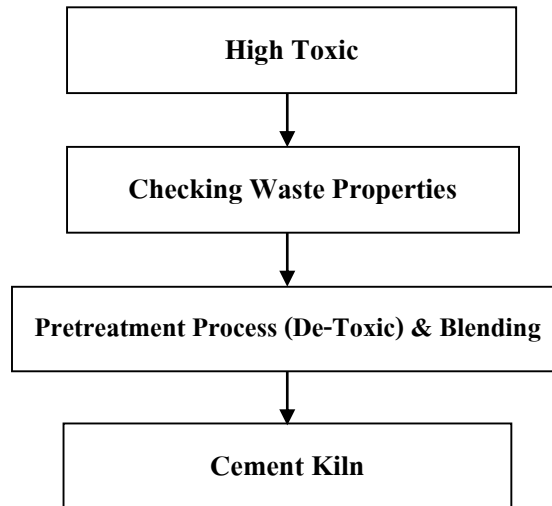 High Toxic
Checking Waste Properties
Pretreatment Process (De-Toxic) & Blending
Cement Kiln